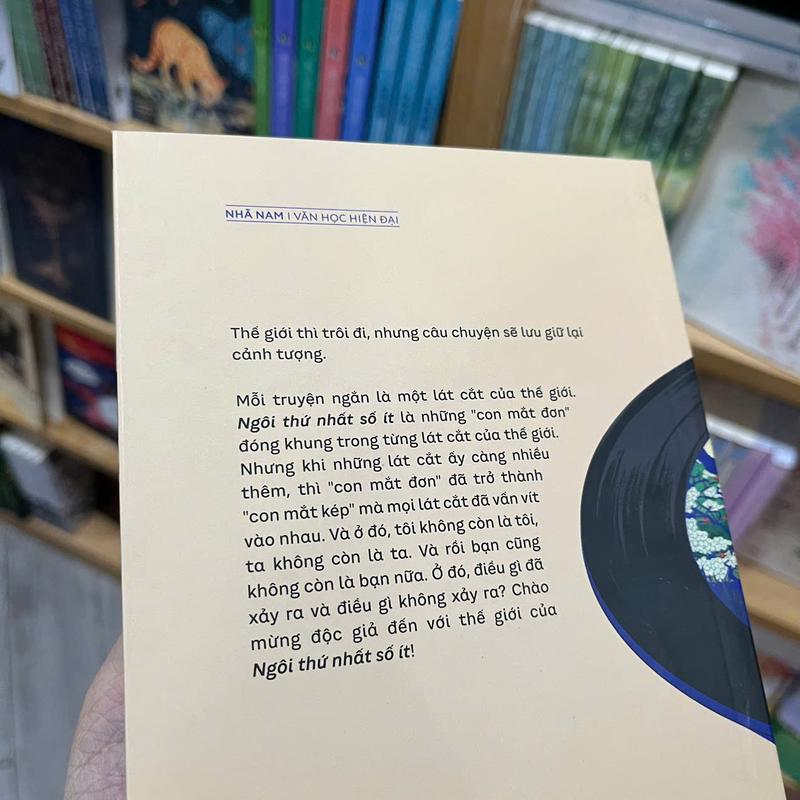 NHÃ NAM | VĂN HỌC HIỆN ĐẠI
Thế giới thì trôi đi, nhưng câu chuyện sẽ lưu giữ lại
cảnh tượng.
Mỗi truyện ngắn là một lát cắt của thế giới.
Ngôi thứ nhất số ít là những "con mắt đơn"
đóng khung trong từng lát cắt của thế giới.
Nhưng khi những lát cắt ấy càng nhiều
thêm, thì "con mắt đơn" đã trở thành
"con mắt kép" mà mọi lát cắt đã vấn vít
vào nhau. Và ở đó, tôi không còn là tôi,
ta không còn là ta. Và rồi bạn cũng
không còn là bạn nữa. Ở đó, điều gì đã
xảy ra và điều gì không xảy ra? Chào
mừng độc giả đến với thế giới của
Ngôi thứ nhất số ít!